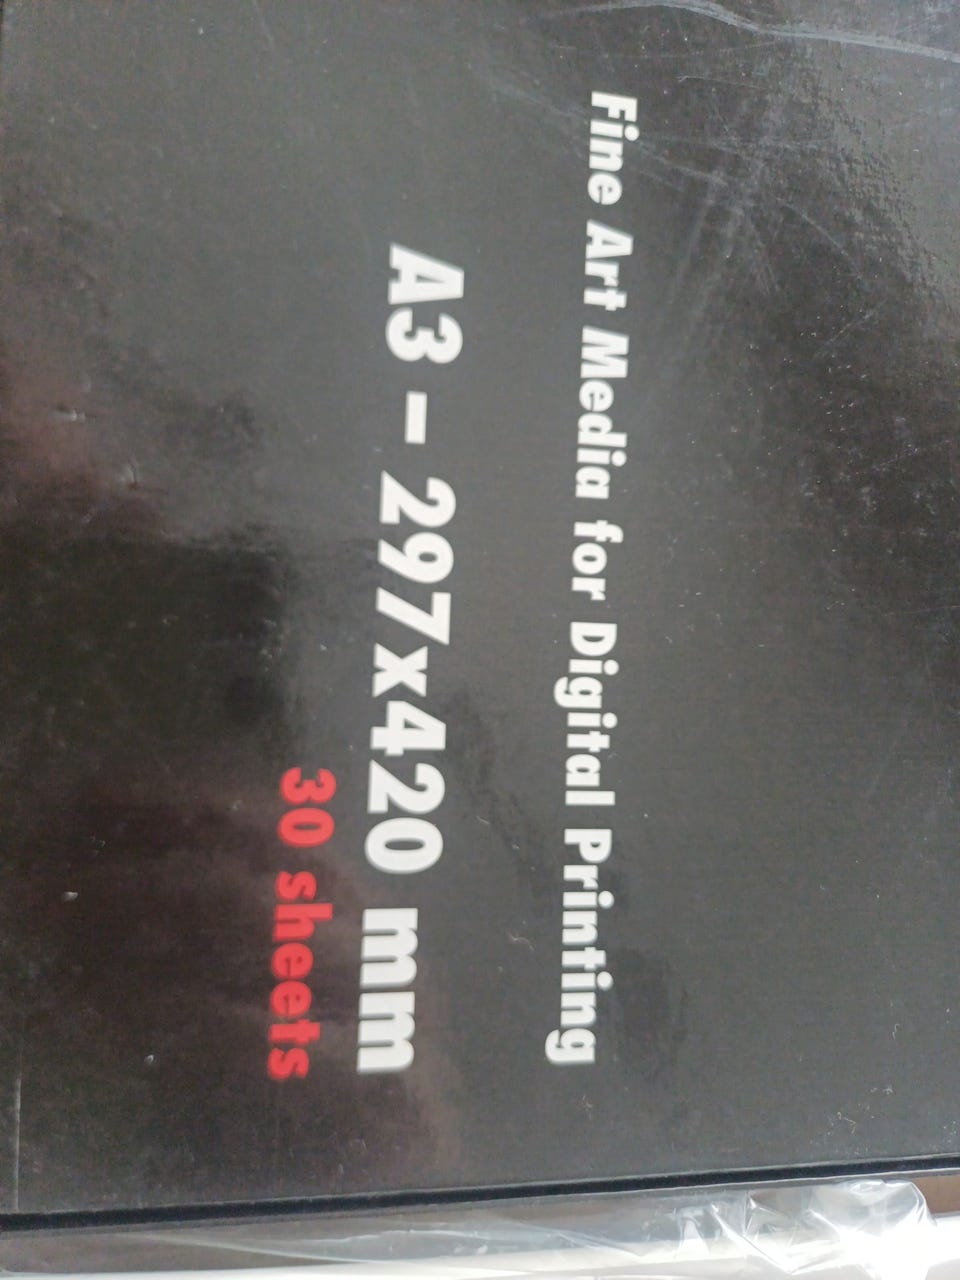 Fine Art Media for Digital Printing
A3 - 297x420 mm
30 sheets